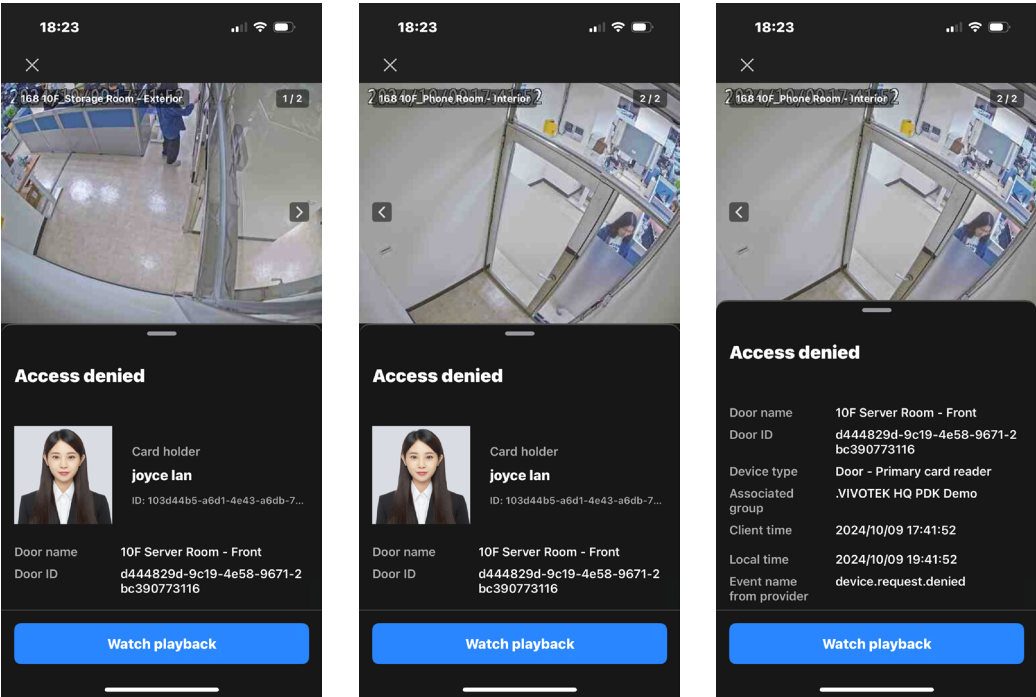 18:23
168 10F_Storage Room - Exterior
1 / 2
Access denied
Card holder
joyce lan
ID: 103d44b5-a6d1-4e43-a6db-7...
Door name
10F Server Room - Front
Door ID
d444829d-9c19-4e58-9671-2
bc390773116
Watch playback
18:23
168 10F_Phone Room - Interior
2 / 2
Access denied
Card holder
joyce lan
ID: 103d44b5-a6d1-4e43-a6db-7...
Door name
10F Server Room - Front
Door ID
d444829d-9c19-4e58-9671-2
bc390773116
Watch playback
18:23
168 10F_Phone Room - Interior
2 / 2
Access denied
Door name
10F Server Room - Front
Door ID
d444829d-9c19-4e58-9671-2
bc390773116
Device type
Door - Primary card reader
Associated
group
.VIVOTEK HQ PDK Demo
Client time
2024/10/09 17:41:52
Local time
2024/10/09 19:41:52
Event name
from provider
device.request.denied
Watch playback